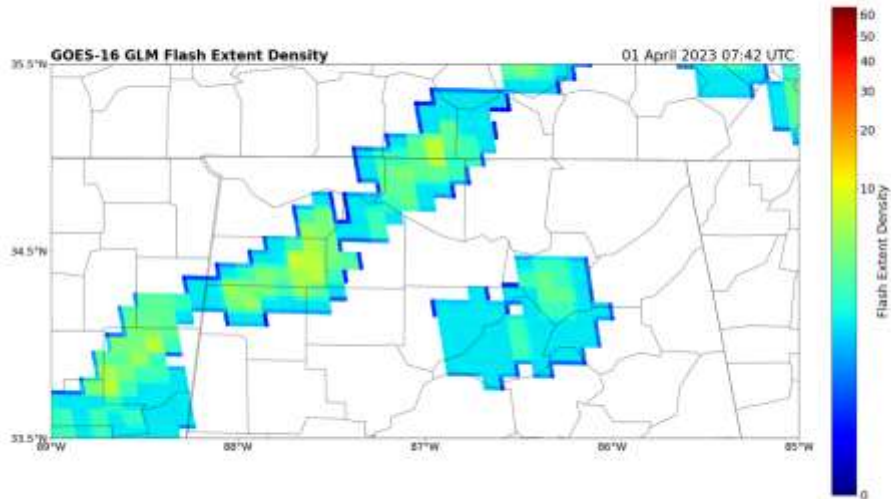 GOES-16 GLM Flash Extent Density 01 April 2023 07:42 UTC
35.5°N
34.5°N
33.5°N
89°W 88°W 87°W 86°W 85°W
60
50
40
30
20
10
0
Flash Extent Density